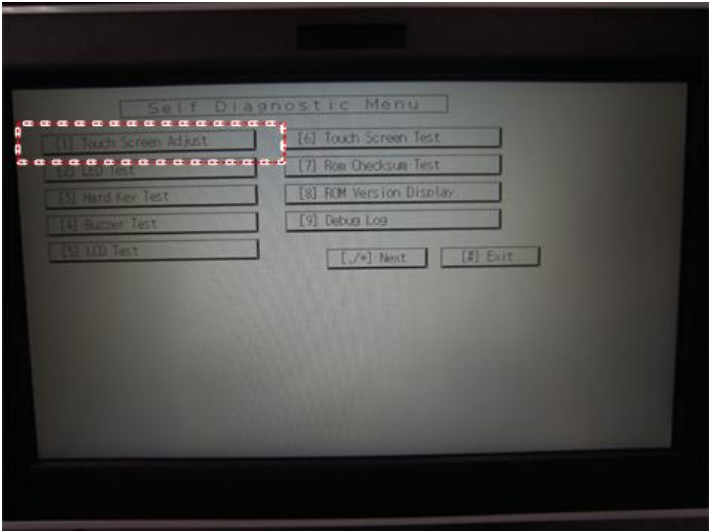 Self Diagnostic Menu
[1] Touch Screen Adjust
[2] LED Test
[3] Hard Key Test
[4] Buzzer Test
[5] LCD Test
[6] Touch Screen Test
[7] Rom Checksum Test
[8] ROM Version Display
[9] Debug Log
[./*] Next
[#] Exit